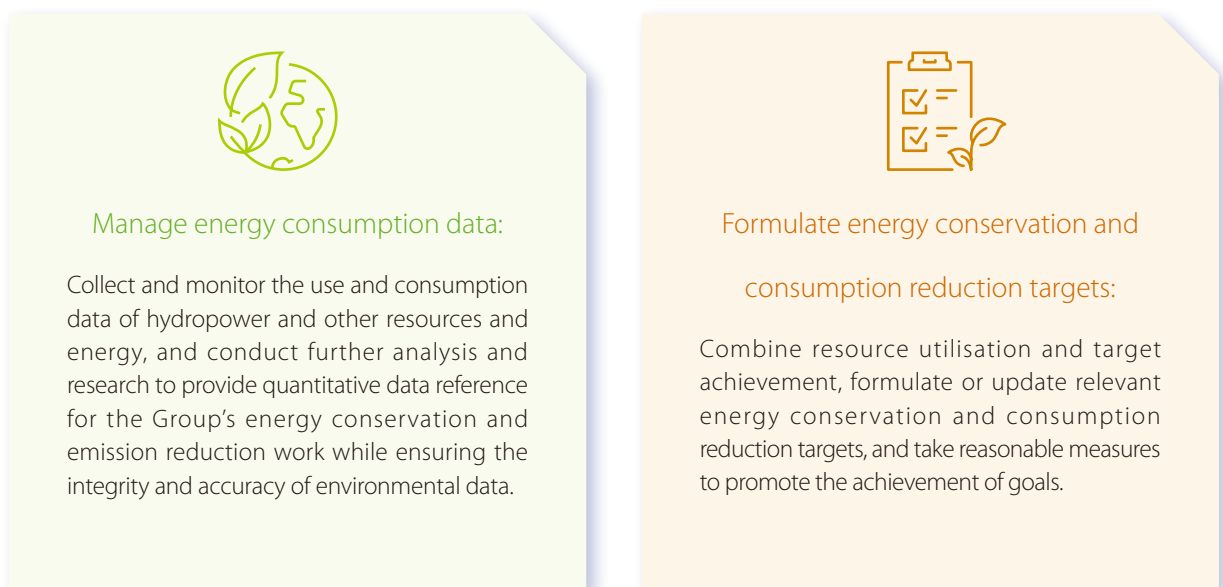 Manage energy consumption data:
Collect and monitor the use and consumption
data of hydropower and other resources and
energy, and conduct further analysis and
research to provide quantitative data reference
for the Group’s energy conservation and
emission reduction work while ensuring the
integrity and accuracy of environmental data.
Formulate energy conservation and
consumption reduction targets:
Combine resource utilisation and target
achievement, formulate or update relevant
energy conservation and consumption
reduction targets, and take reasonable measures
to promote the achievement of goals.